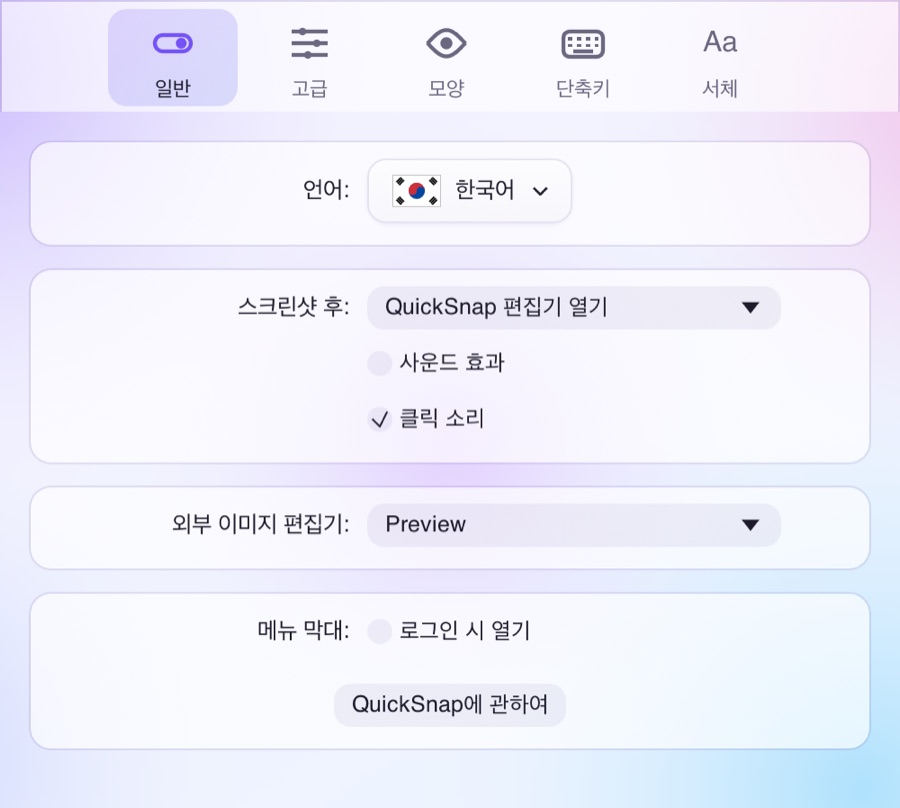 일반
고급
모양
단축키
Aa
서체
언어: 한국어
스크린샷 후: QuickSnap 편집기 열기
사운드 효과
클릭 소리
외부 이미지 편집기: Preview
메뉴 막대: 로그인 시 열기
QuickSnap에 관하여